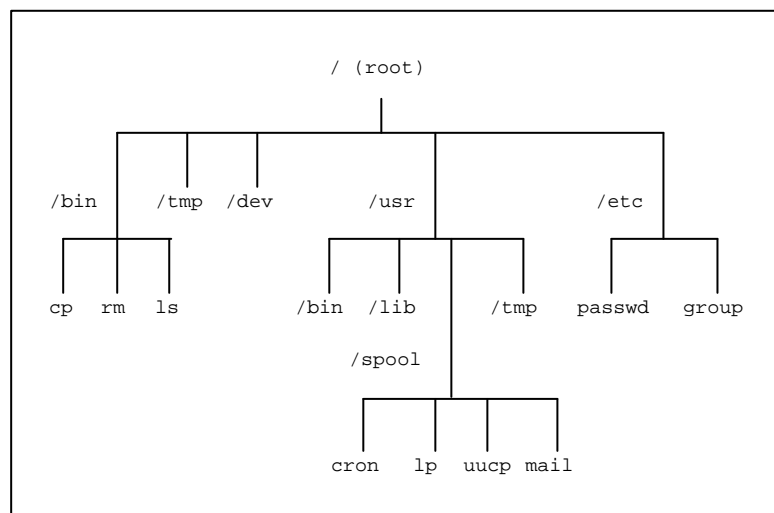 / (root)
/bin /tmp /dev /usr /etc
cp rm ls /bin /lib /tmp passwd group
/spool
cron lp uucp mail